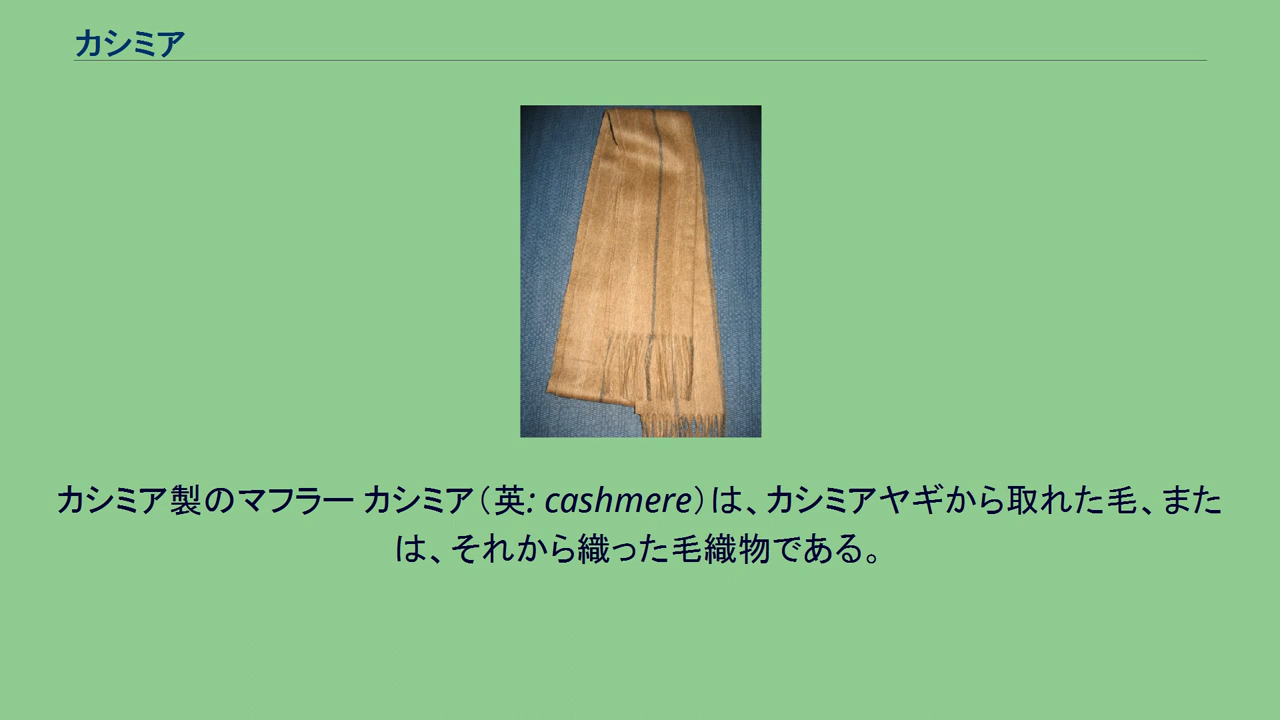 カシミア
カシミア製のマフラー カシミア（英: cashmere）は、カシミアヤギから取れた毛、また
は、それから織った毛織物である。